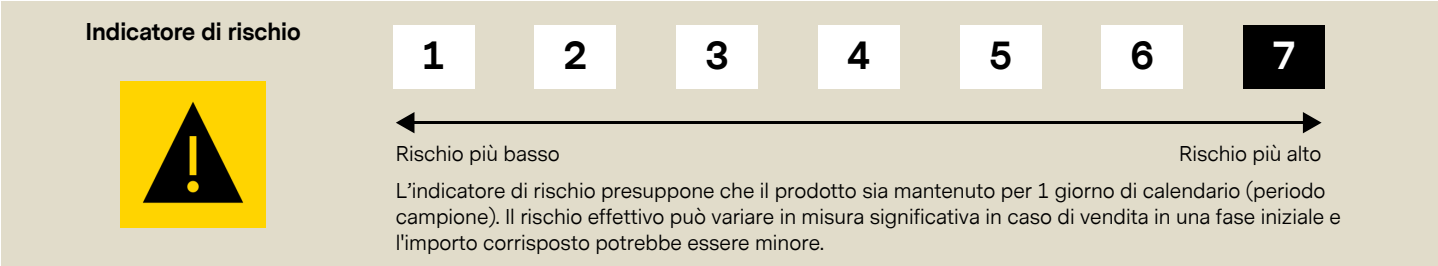 Indicatore di rischio
1 2 3 4 5 6 7
Rischio più basso Rischio più alto
L’indicatore di rischio presuppone che il prodotto sia mantenuto per 1 giorno di calendario (periodo
campione). Il rischio effettivo può variare in misura significativa in caso di vendita in una fase iniziale e
l'importo corrisposto potrebbe essere minore.